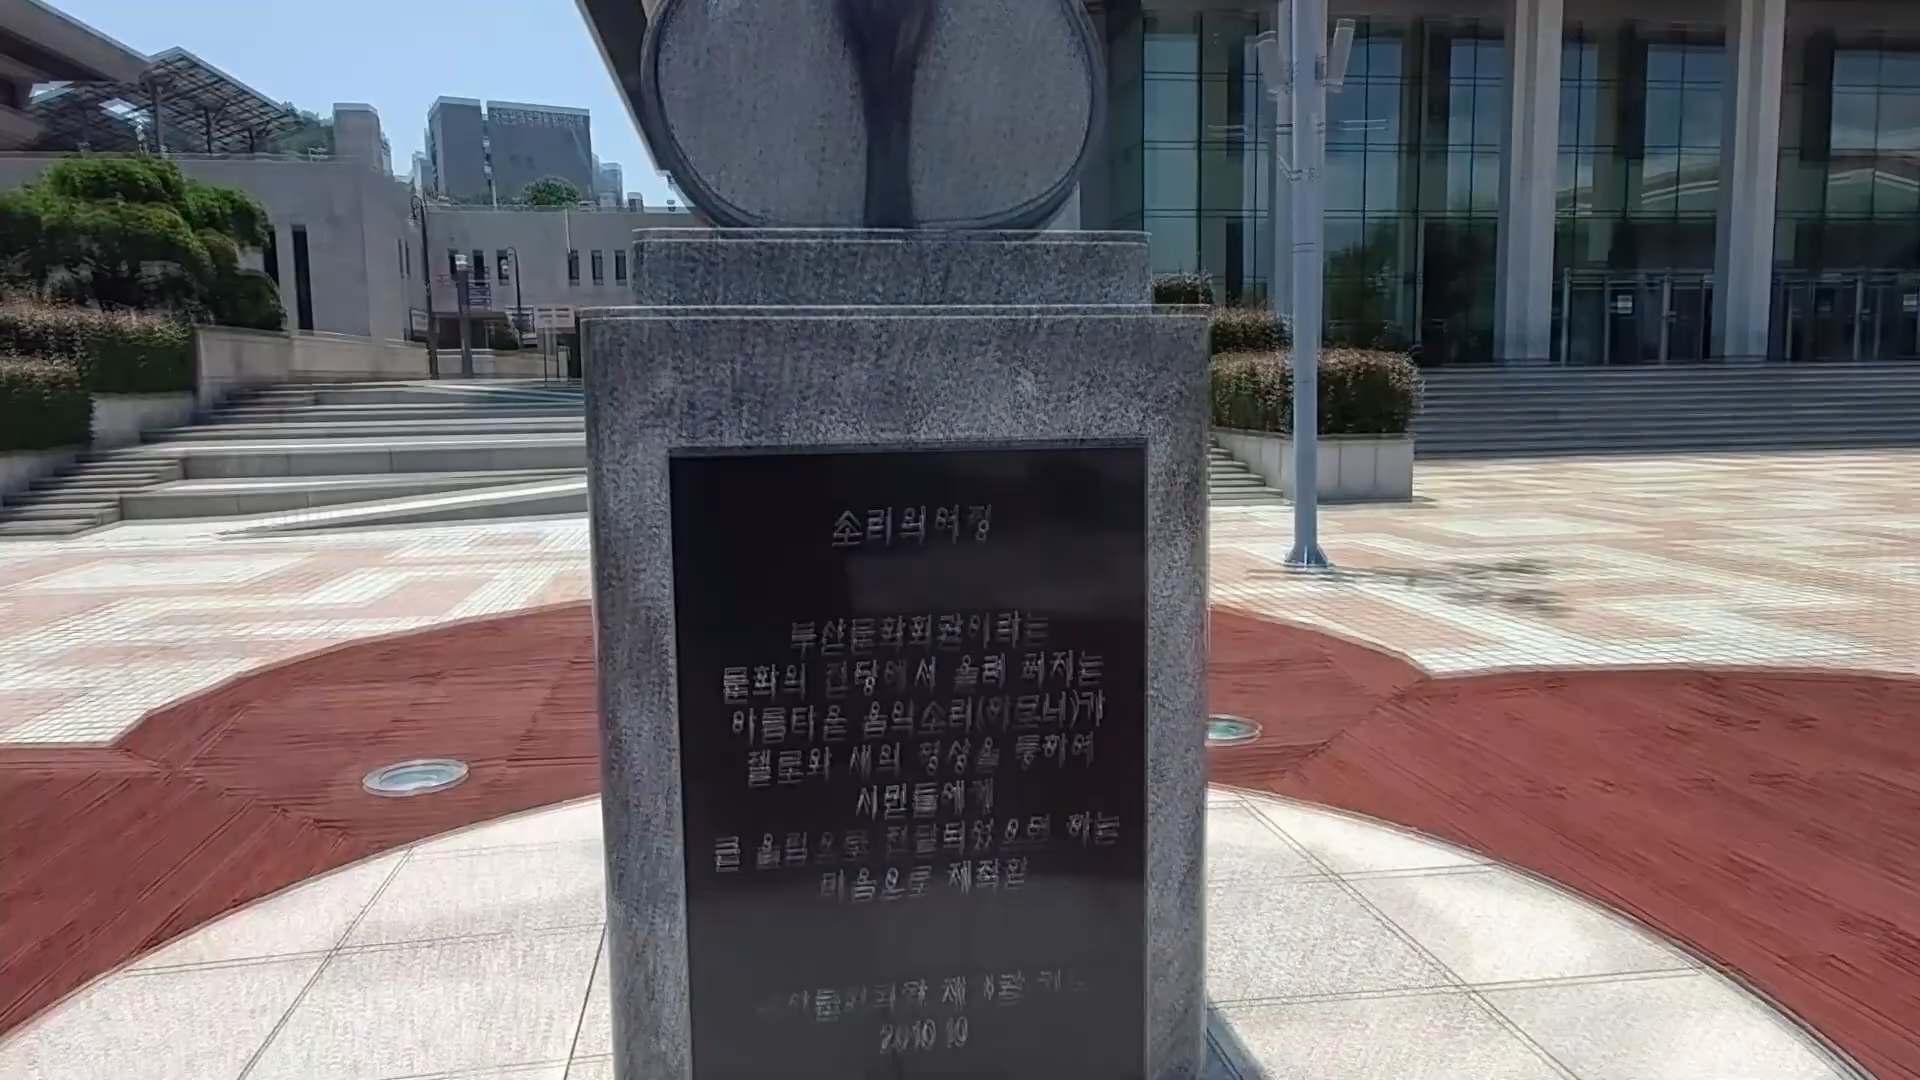 소리의여정
부산문화회관이라는
문화의 전당에서 울려 퍼지는
아름다운 음악소리(하모니)가
첼로와 새의 형상을 통하여
시민들에게
큰 울림으로 전달되었으면 하는
마음으로 제작함
제
2010 10